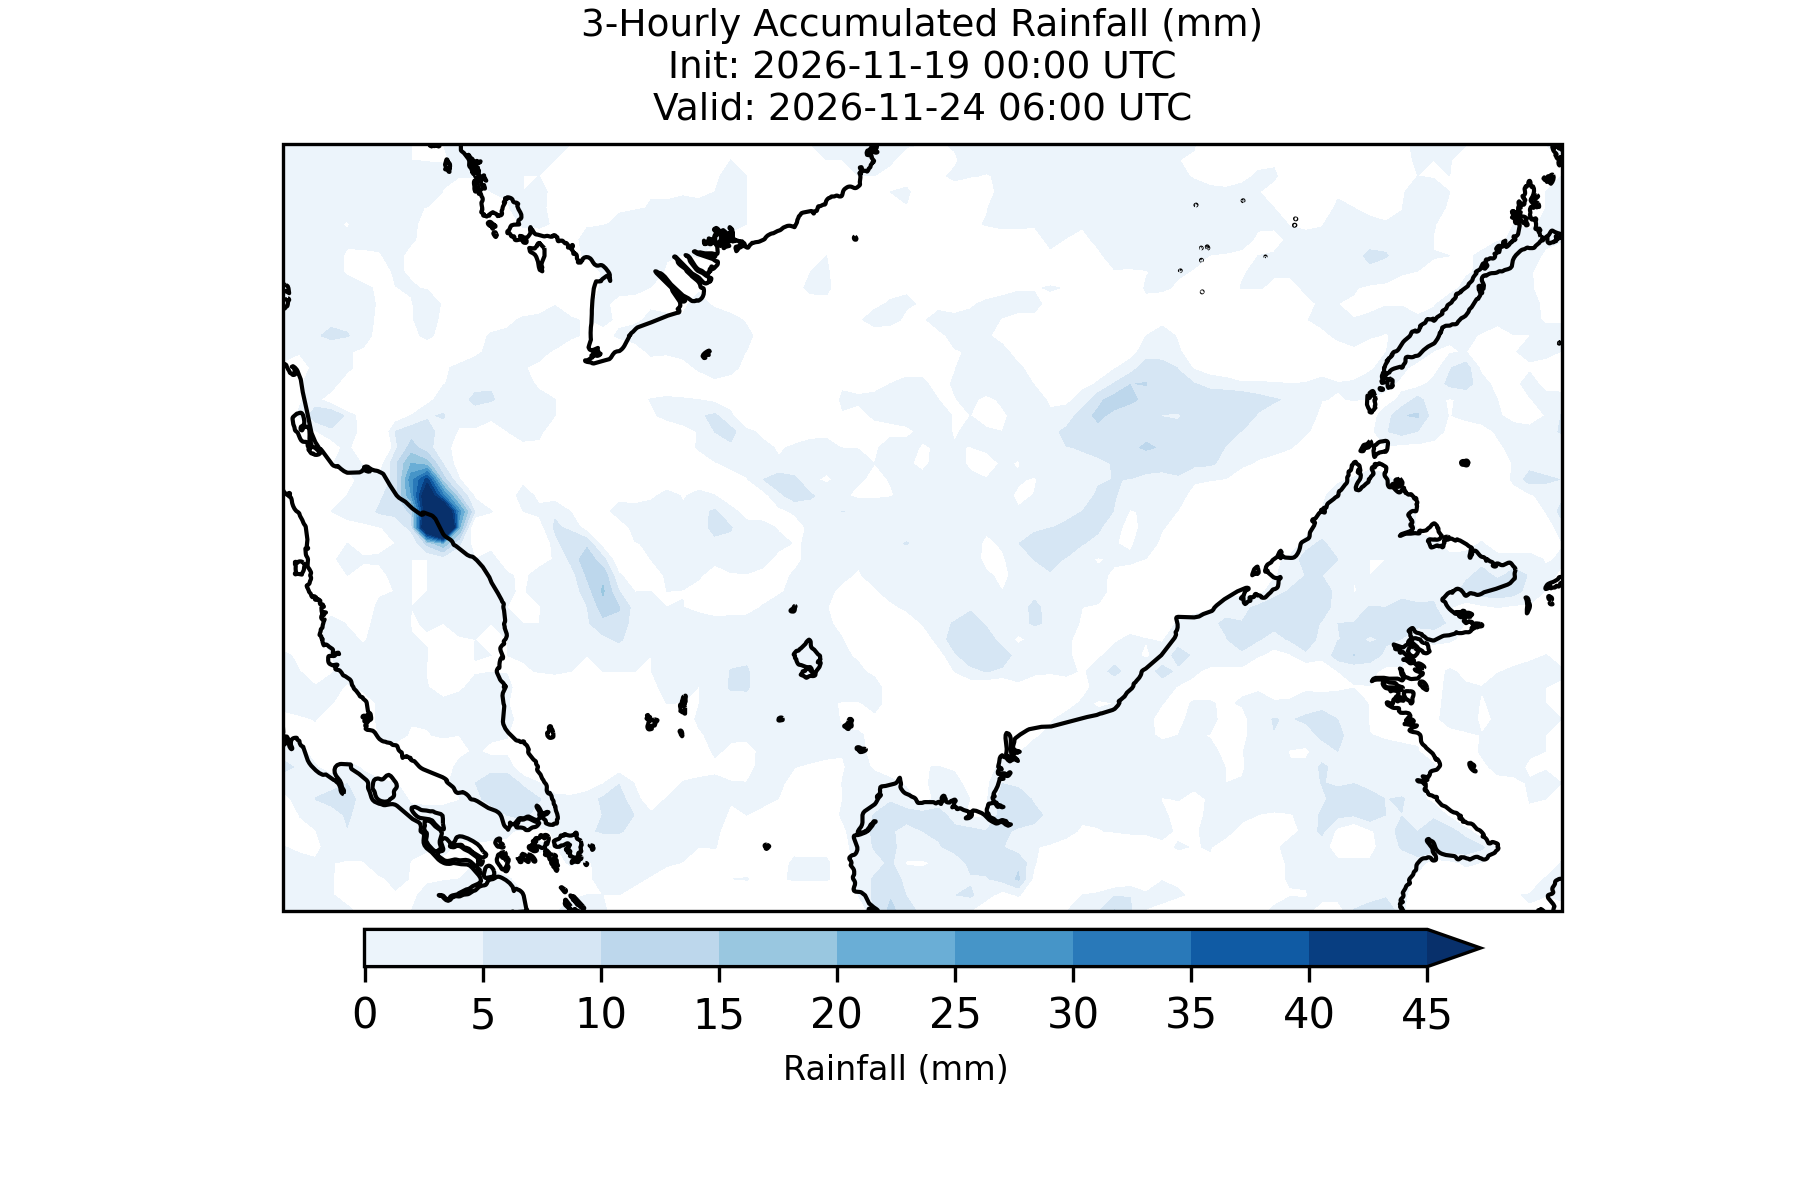 3-Hourly Accumulated Rainfall (mm)
Init: 2026-11-19 00:00 UTC
Valid: 2026-11-24 06:00 UTC
0 5 10 15 20 25 30 35 40 45
Rainfall (mm)